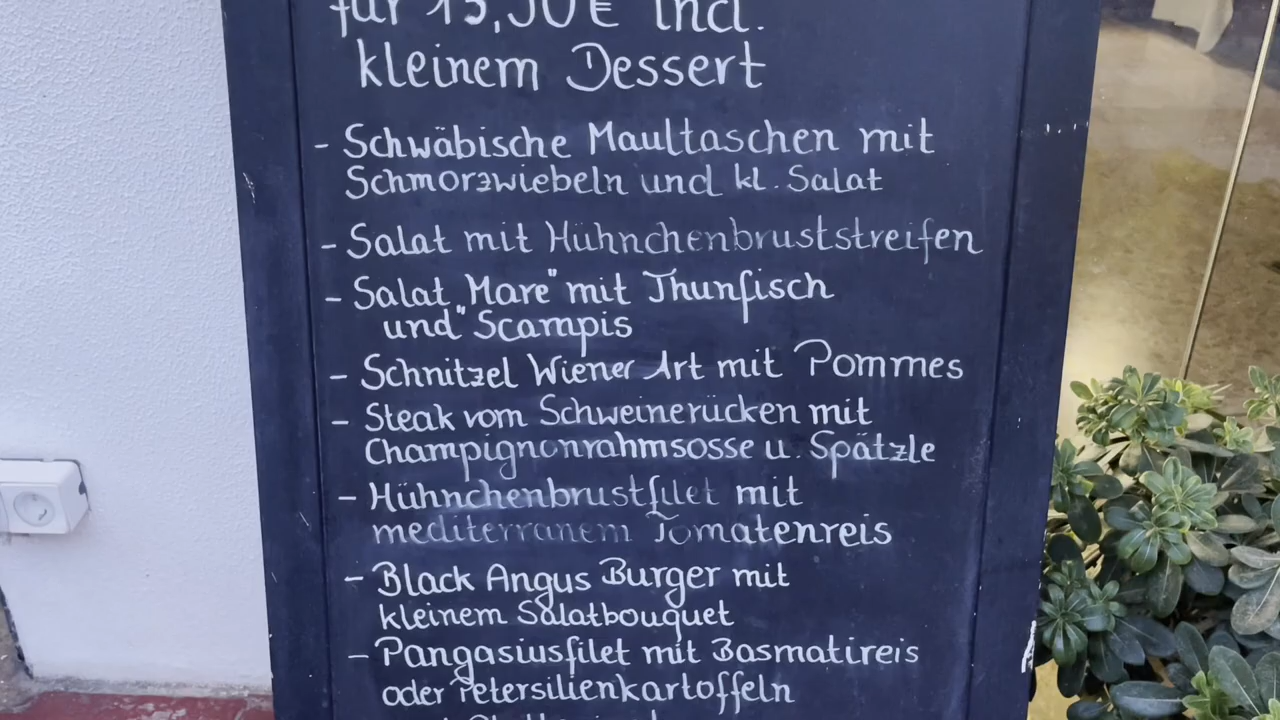 für 13,50€ incl.
kleinem Dessert
- Schwäbische Maultaschen mit
Schmorzwiebeln und kl. Salat
- Salat mit Hühnchenbruststreifen
- Salat „Mare" mit Thunfisch
und" Scampis
- Schnitzel Wiener Art mit Pommes
- Steak vom Schweinerücken mit
Champignonrahmsosse u. Spätzle
- Hühnchenbrustfilet mit
mediterranem Tomatenreis
- Black Angus Burger mit
kleinem Salatbouquet
- Pangasiusfilet mit Basmatireis
oder Petersilienkartoffeln